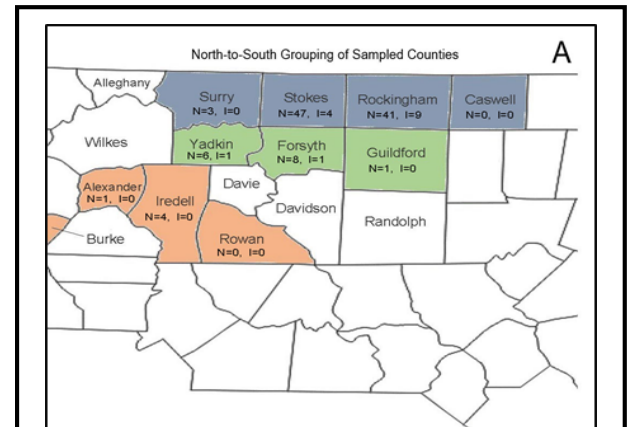 North-to-South Grouping of Sampled Counties
A
Alleghany
Surry
N=3, I=0
Stokes
N=47, I=4
Rockingham
N=41, I=9
Caswell
N=0, I=0
Wilkes
Yadkin
N=6, I=1
Forsyth
N=8, I=1
Guildford
N=1, I=0
Alexander
N=1, I=0
Iredell
N=4, I=0
Davie
Davidson
Randolph
Burke
Rowan
N=0, I=0